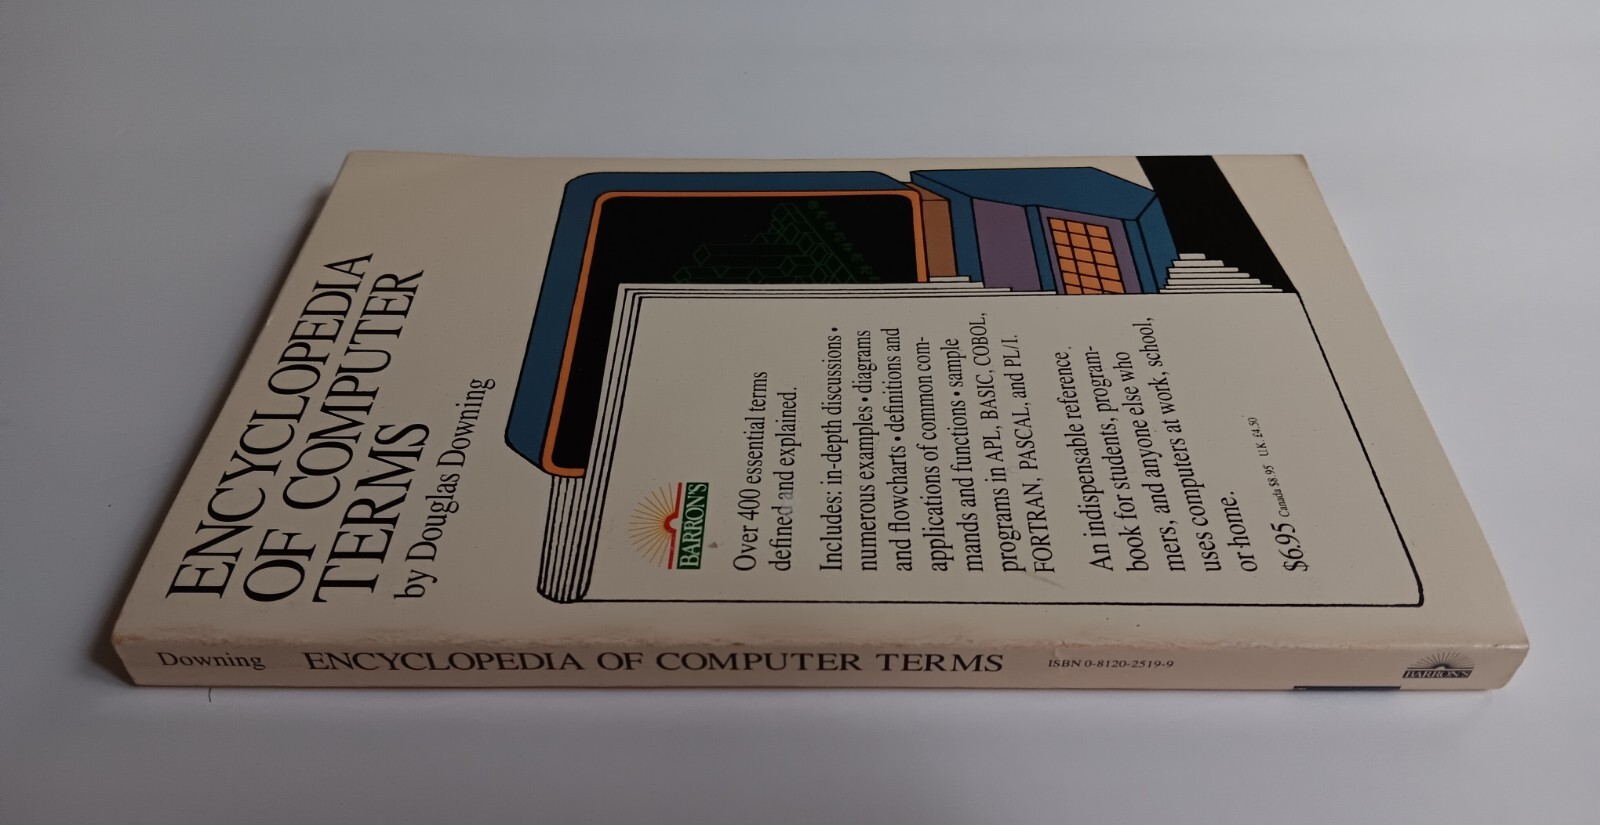 ENCYCLOPEDIA
OF COMPUTER
TERMS
by Douglas Downing
BARRON'S
Over 400 essential terms
defined and explained.
Includes: in-depth discussions •
numerous examples • diagrams
and flowcharts • definitions and
applications of common com-
mands and functions • sample
programs in APL, BASIC, COBOL,
FORTRAN, PASCAL, and PL/I.
An indispensable reference
book for students, program-
mers, and anyone else who
uses computers at work, school,
or home.
$6.95 Canada $8.95 U.K. £4.50
Downing ENCYCLOPEDIA OF COMPUTER TERMS ISBN 0-8120-2519-9 BARRON'S